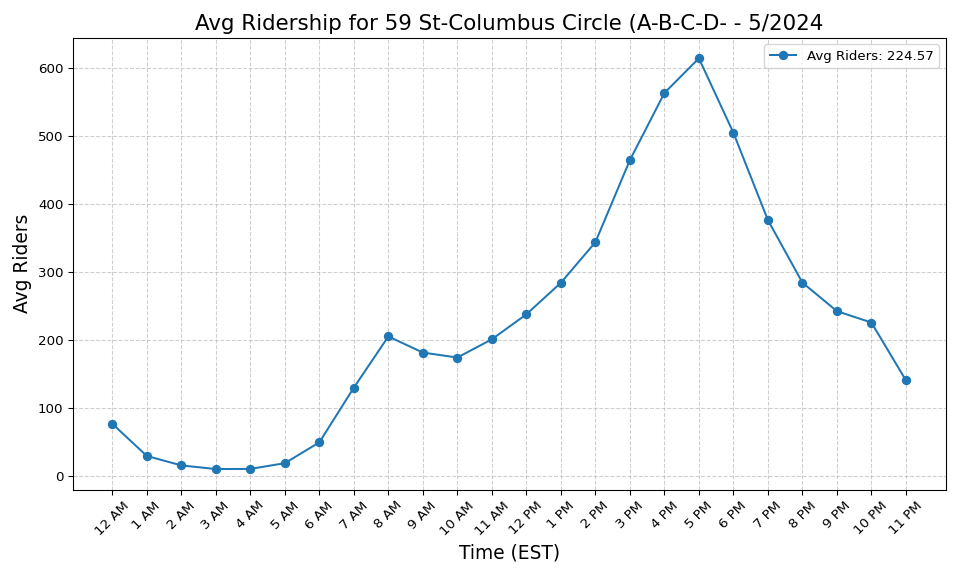 Avg Ridership for 59 St-Columbus Circle (A-B-C-D- - 5/2024
Avg Riders: 224.57
Avg Riders
600
500
400
300
200
100
0
12 AM 1 AM 2 AM 3 AM 4 AM 5 AM 6 AM 7 AM 8 AM 9 AM 10 AM 11 AM 12 PM 1 PM 2 PM 3 PM 4 PM 5 PM 6 PM 7 PM 8 PM 9 PM 10 PM 11 PM
Time (EST)